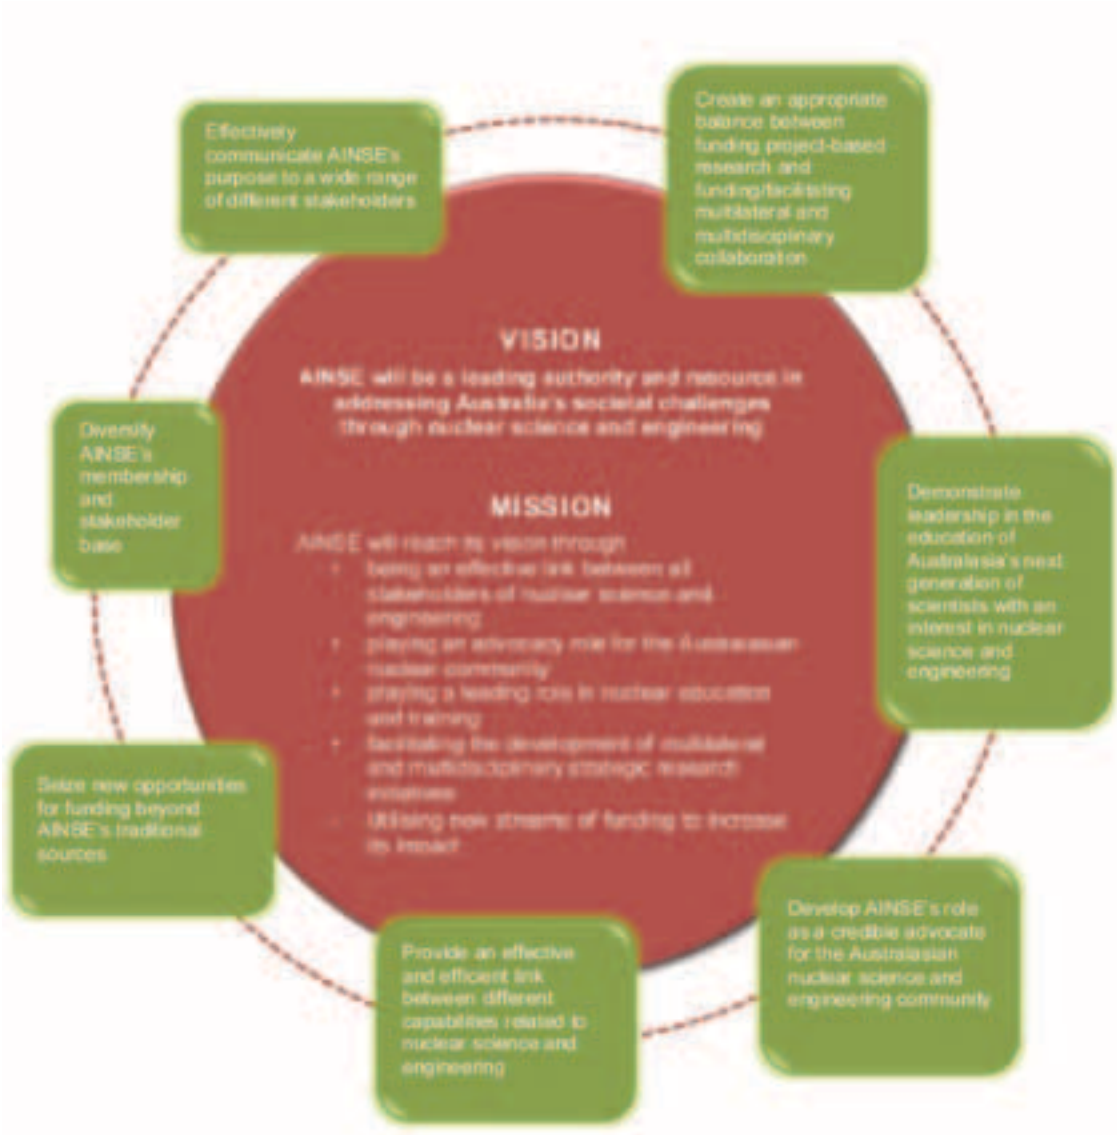 Effectively
communicate AINSE's
purpose to a wide range
of different stakeholders
Create an appropriate
balance between
funding project-based
research and
funding/facilitating
multilateral and
multidisciplinary
collaboration
VISION
AINSE will be a leading authority and resource in
addressing Australia's societal challenges
through nuclear science and engineering
MISSION
AINSE will reach its vision through
• being an effective link between all
stakeholders of nuclear science and
engineering
• playing an advocacy role for the Australasian
nuclear community
• playing a leading role in nuclear education
and training
• facilitating the development of multilateral
and multidisciplinary strategic research
initiatives
Utilising new streams of funding to increase
its impact
Diversify
AINSE's
membership
and
stakeholder
base
Demonstrate
leadership in the
education of
Australasia's next
generation of
scientists with an
interest in nuclear
science and
engineering
Seize new opportunities
for funding beyond
AINSE's traditional
sources
Develop AINSE's role
as a credible advocate
for the Australasian
nuclear science and
engineering community
Provide an effective
and efficient link
between different
capabilities related to
nuclear science and
engineering